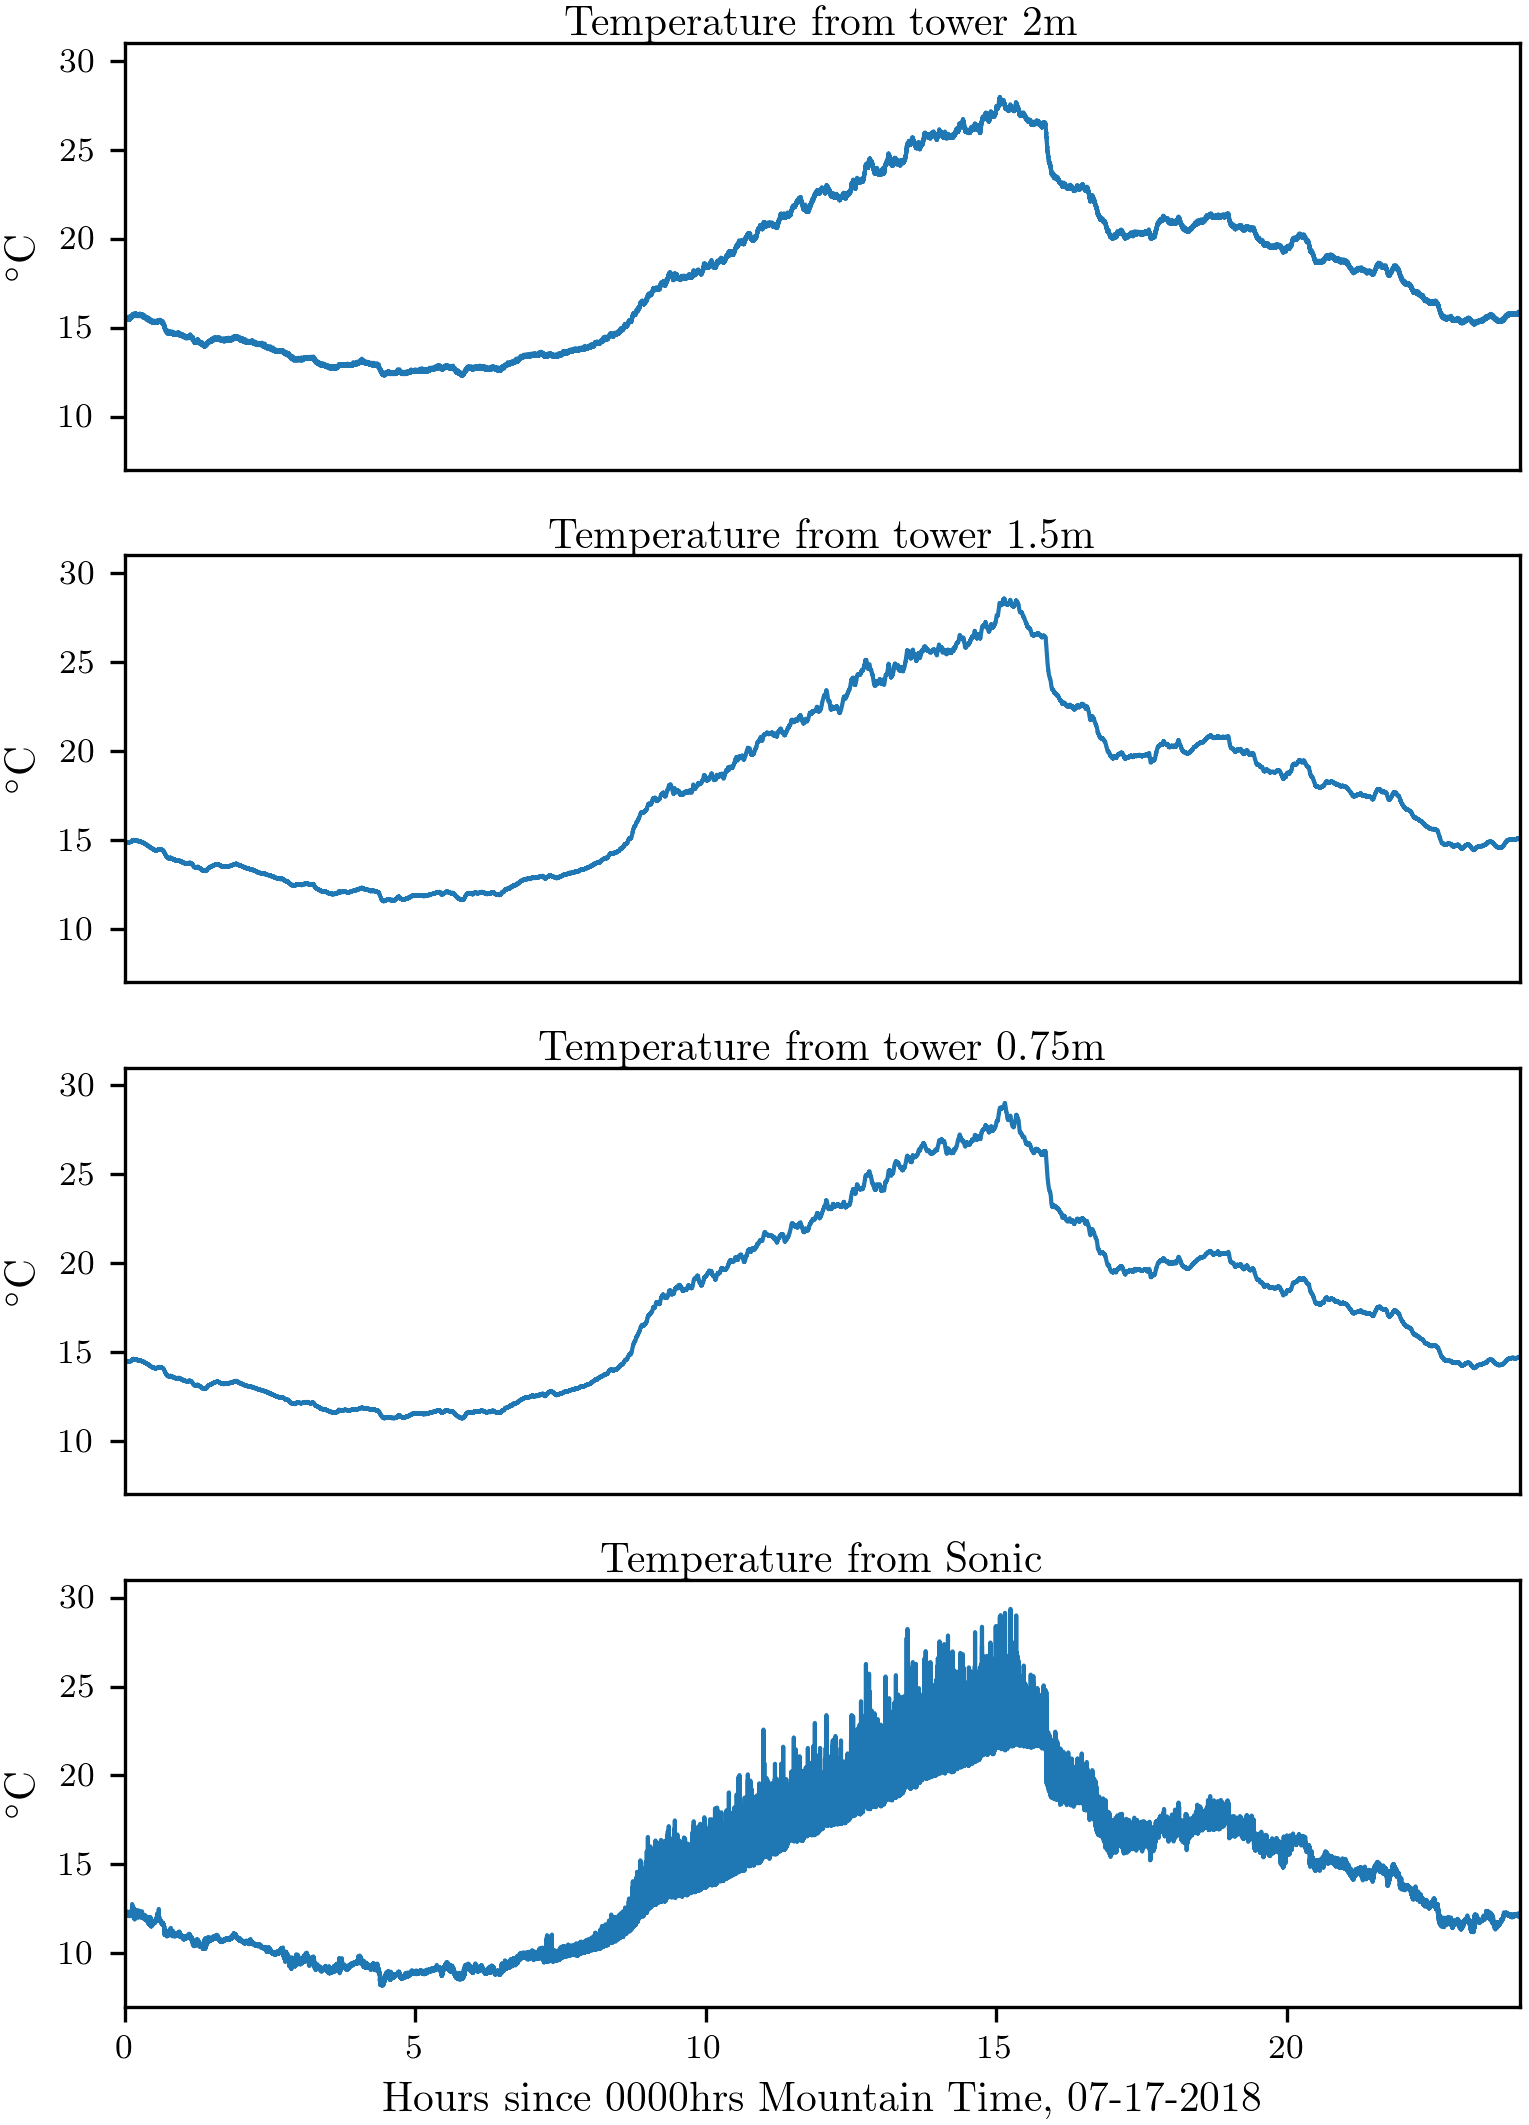 Temperature from tower 2m
30
25
20
15
10
°C
Temperature from tower 1.5m
30
25
20
15
10
°C
Temperature from tower 0.75m
30
25
20
15
10
°C
Temperature from Sonic
30
25
20
15
10
°C
0 5 10 15 20
Hours since 0000hrs Mountain Time, 07-17-2018